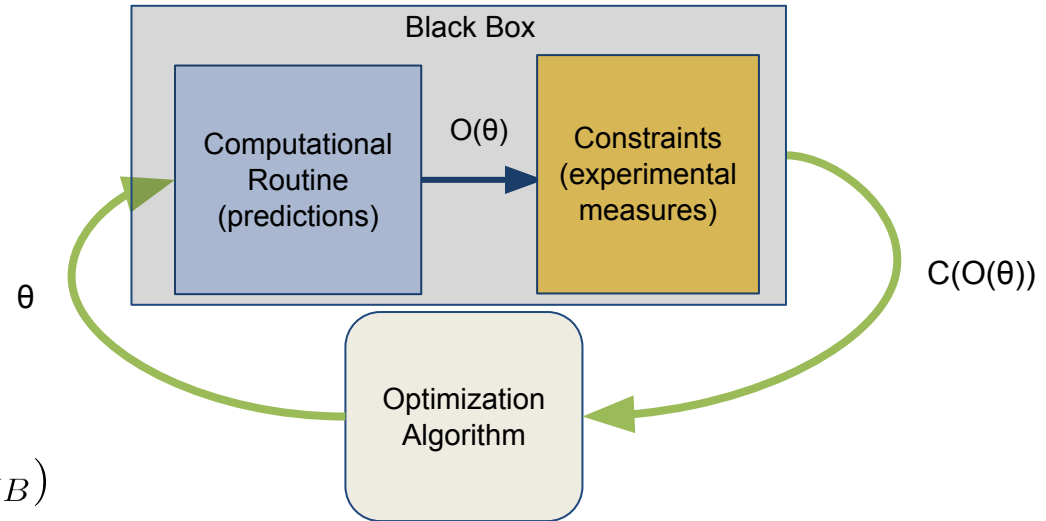 Black Box
Computational
Routine
(predictions)
O(θ)
Constraints
(experimental
measures)
θ
C(O(θ))
Optimization
Algorithm
B)